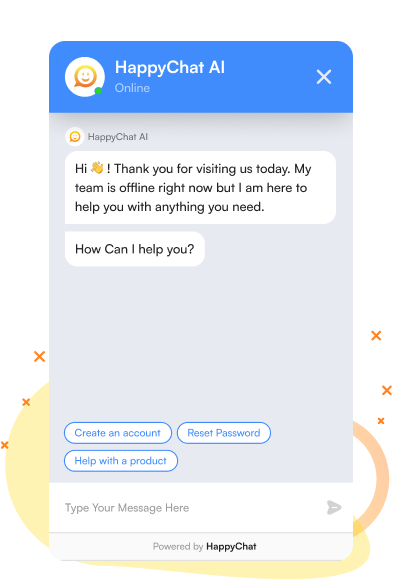 HappyChat AI
Online
HappyChat AI
Hi 👋 ! Thank you for visiting us today. My
team is offline right now but I am here to
help you with anything you need.
How Can I help you?
Create an account
Reset Password
Help with a product
Type Your Message Here
Powered by HappyChat